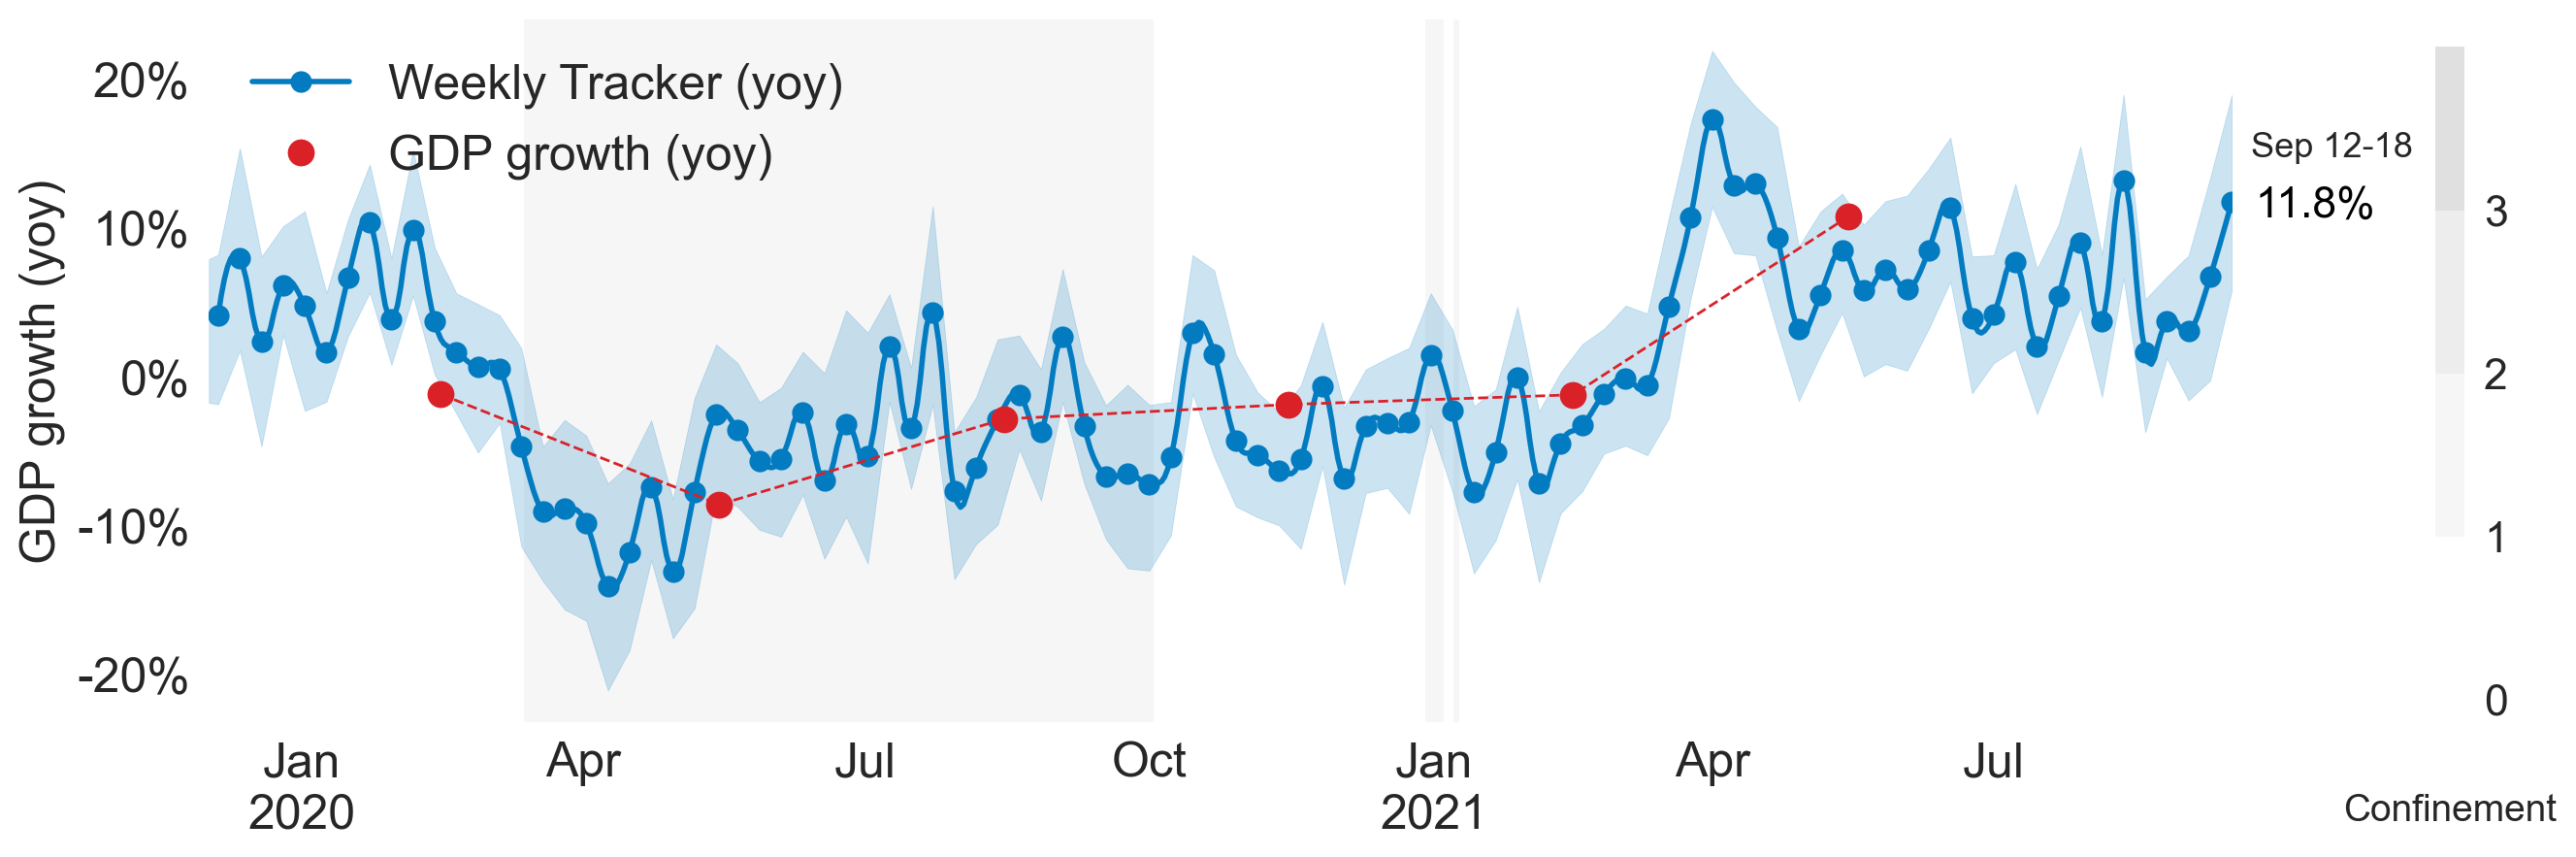 GDP growth (yoy)
20%
10%
0%
-10%
-20%
Weekly Tracker (yoy)
GDP growth (yoy)
Sep 12-18
11.8%
3
2
1
0
Jan Apr Jul Oct Jan Apr Jul
2020 2021
Confinement